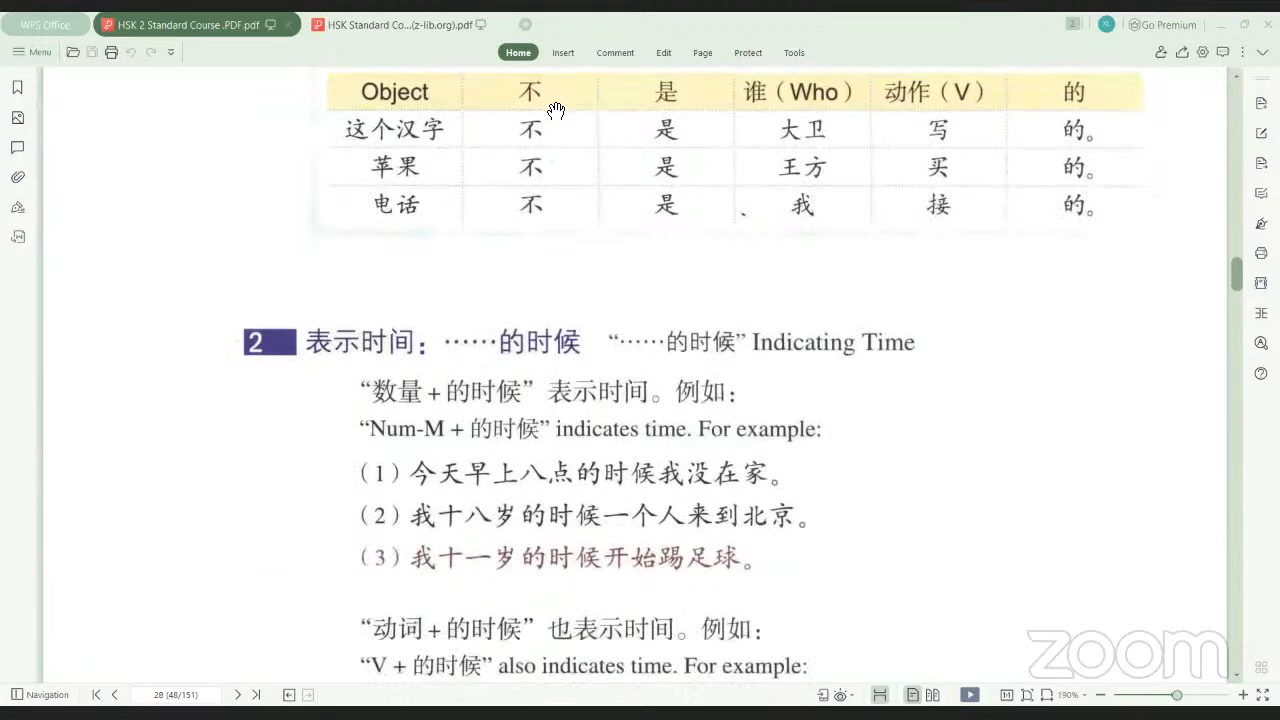 WPS Office
HSK 2 Standard Course .PDF.pdf
HSK Standard Co...(z-lib.org).pdf
2
XL
Go Premium
Menu
Home
Insert
Comment
Edit
Page
Protect
Tools
Object 不 是 谁（Who） 动作（V） 的
这个汉字 不 是 大卫 写 的。
苹果 不 是 王方 买 的。
电话 不 是 我 接 的。
2 表示时间：……的时候 “……的时候” Indicating Time
“数量+的时候”表示时间。例如：
“Num-M + 的时候” indicates time. For example:
（1）今天早上八点的时候我没在家。
（2）我十八岁的时候一个人来到北京。
（3）我十一岁的时候开始踢足球。
“动词+的时候”也表示时间。例如：
“V + 的时候” also indicates time. For example:
zoom
Navigation
28 (48/151)
190%